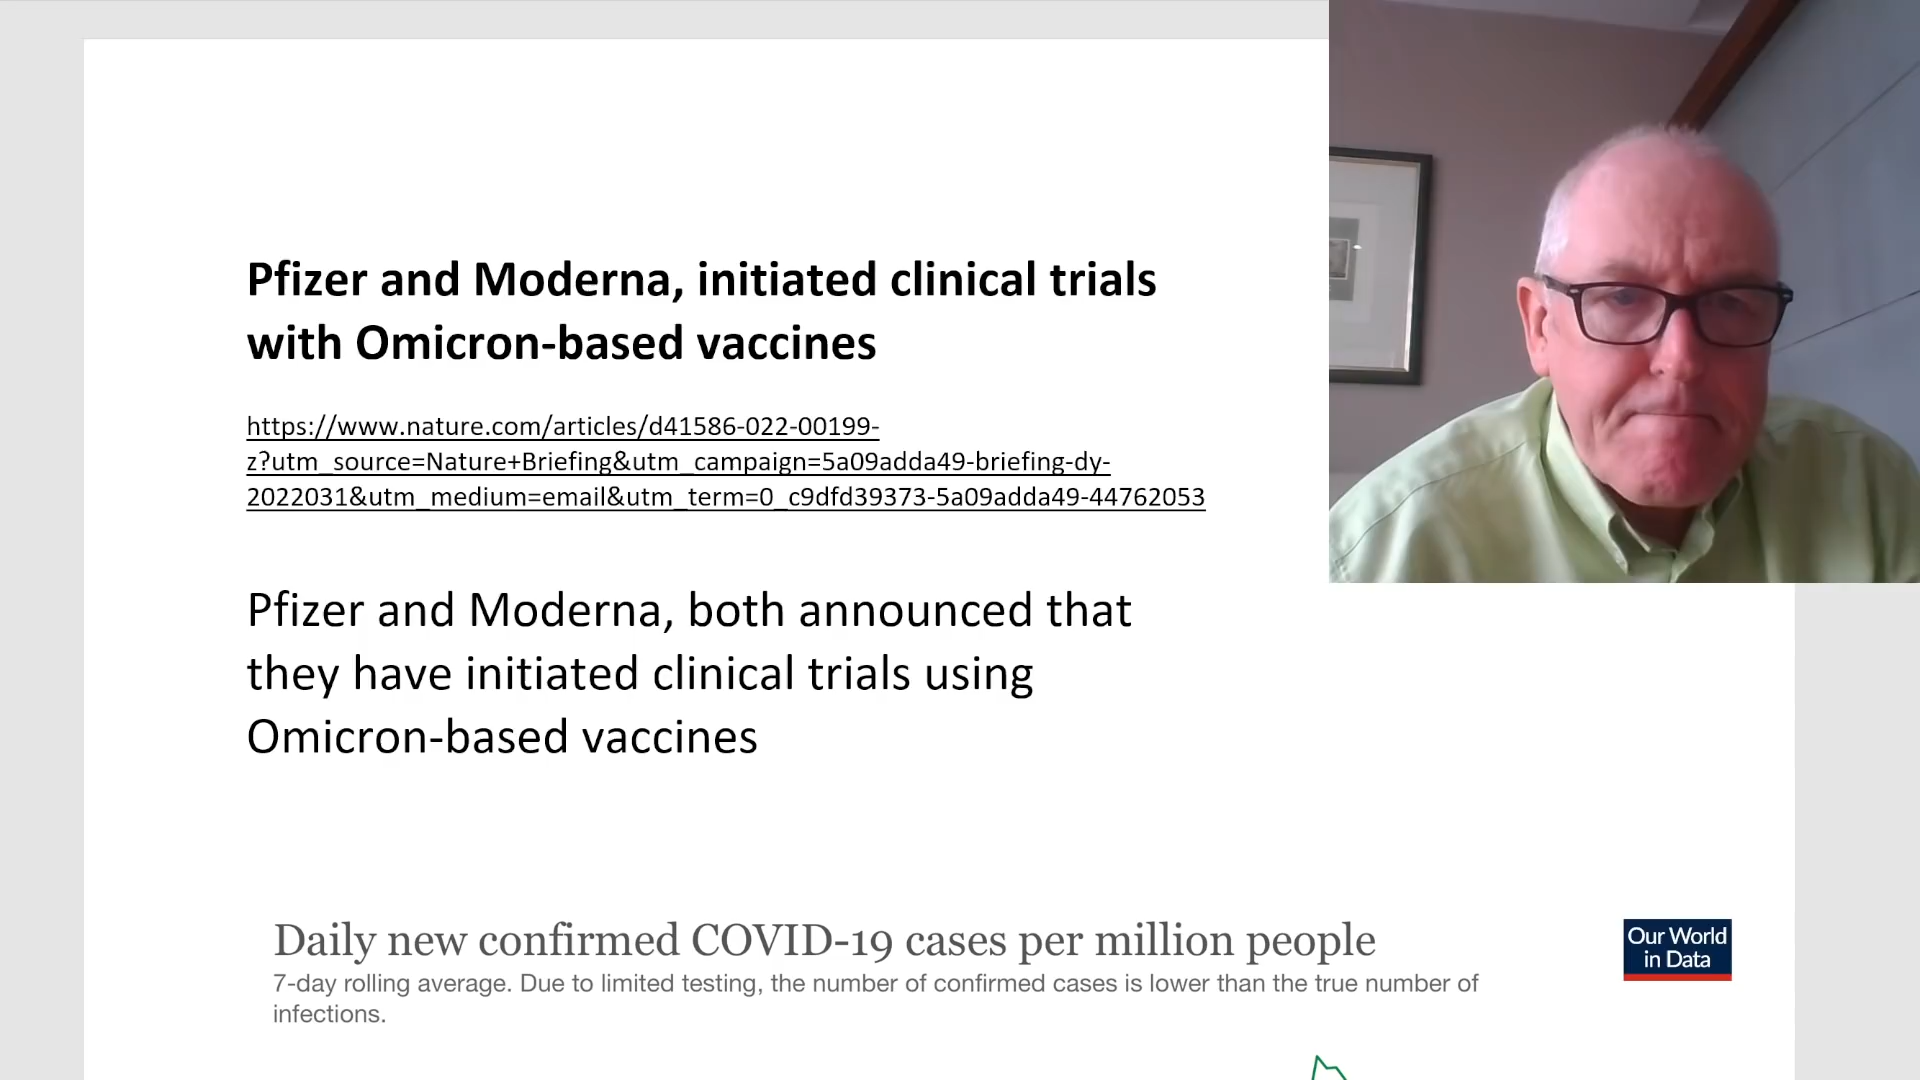 Pfizer and Moderna, initiated clinical trials
with Omicron-based vaccines
https://www.nature.com/articles/d41586-022-00199-
z?utm_source=Nature+Briefing&utm_campaign=5a09adda49-briefing-dy-
2022031&utm_medium=email&utm_term=0_c9dfd39373-5a09adda49-44762053
Pfizer and Moderna, both announced that
they have initiated clinical trials using
Omicron-based vaccines
Daily new confirmed COVID-19 cases per million people
Our World
in Data
7-day rolling average. Due to limited testing, the number of confirmed cases is lower than the true number of
infections.